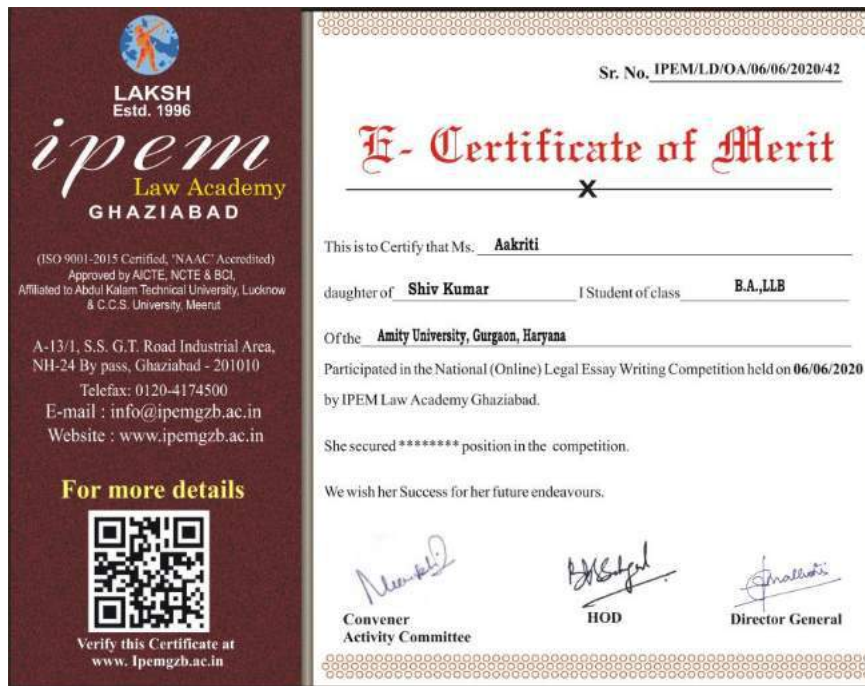 LAKSH
Estd. 1996
ipem
Law Academy
GHAZIABAD
(ISO 9001-2015 Certified, 'NAAC' Accredited)
Approved by AICTE, NCTE & BCI,
Affiliated to Abdul Kalam Technical University, Lucknow
& C.C.S. University, Meerut
A-13/1, S.S. G.T. Road Industrial Area,
NH-24 By pass, Ghaziabad - 201010
Telefax: 0120-4174500
E-mail : info@ipemgzb.ac.in
Website : www.ipemgzb.ac.in
For more details
Verify this Certificate at
www. Ipemgzb.ac.in
Sr. No. IPEM/LD/OA/06/06/2020/42
E- Certificate of Merit
X
This is to Certify that Ms. Aakriti
daughter of Shiv Kumar I Student of class B.A.,LLB
Of the Amity University, Gurgaon, Haryana
Participated in the National (Online) Legal Essay Writing Competition held on 06/06/2020
by IPEM Law Academy Ghaziabad.
She secured ******** position in the competition.
We wish her Success for her future endeavours.
Convener
Activity Committee
HOD
Director General